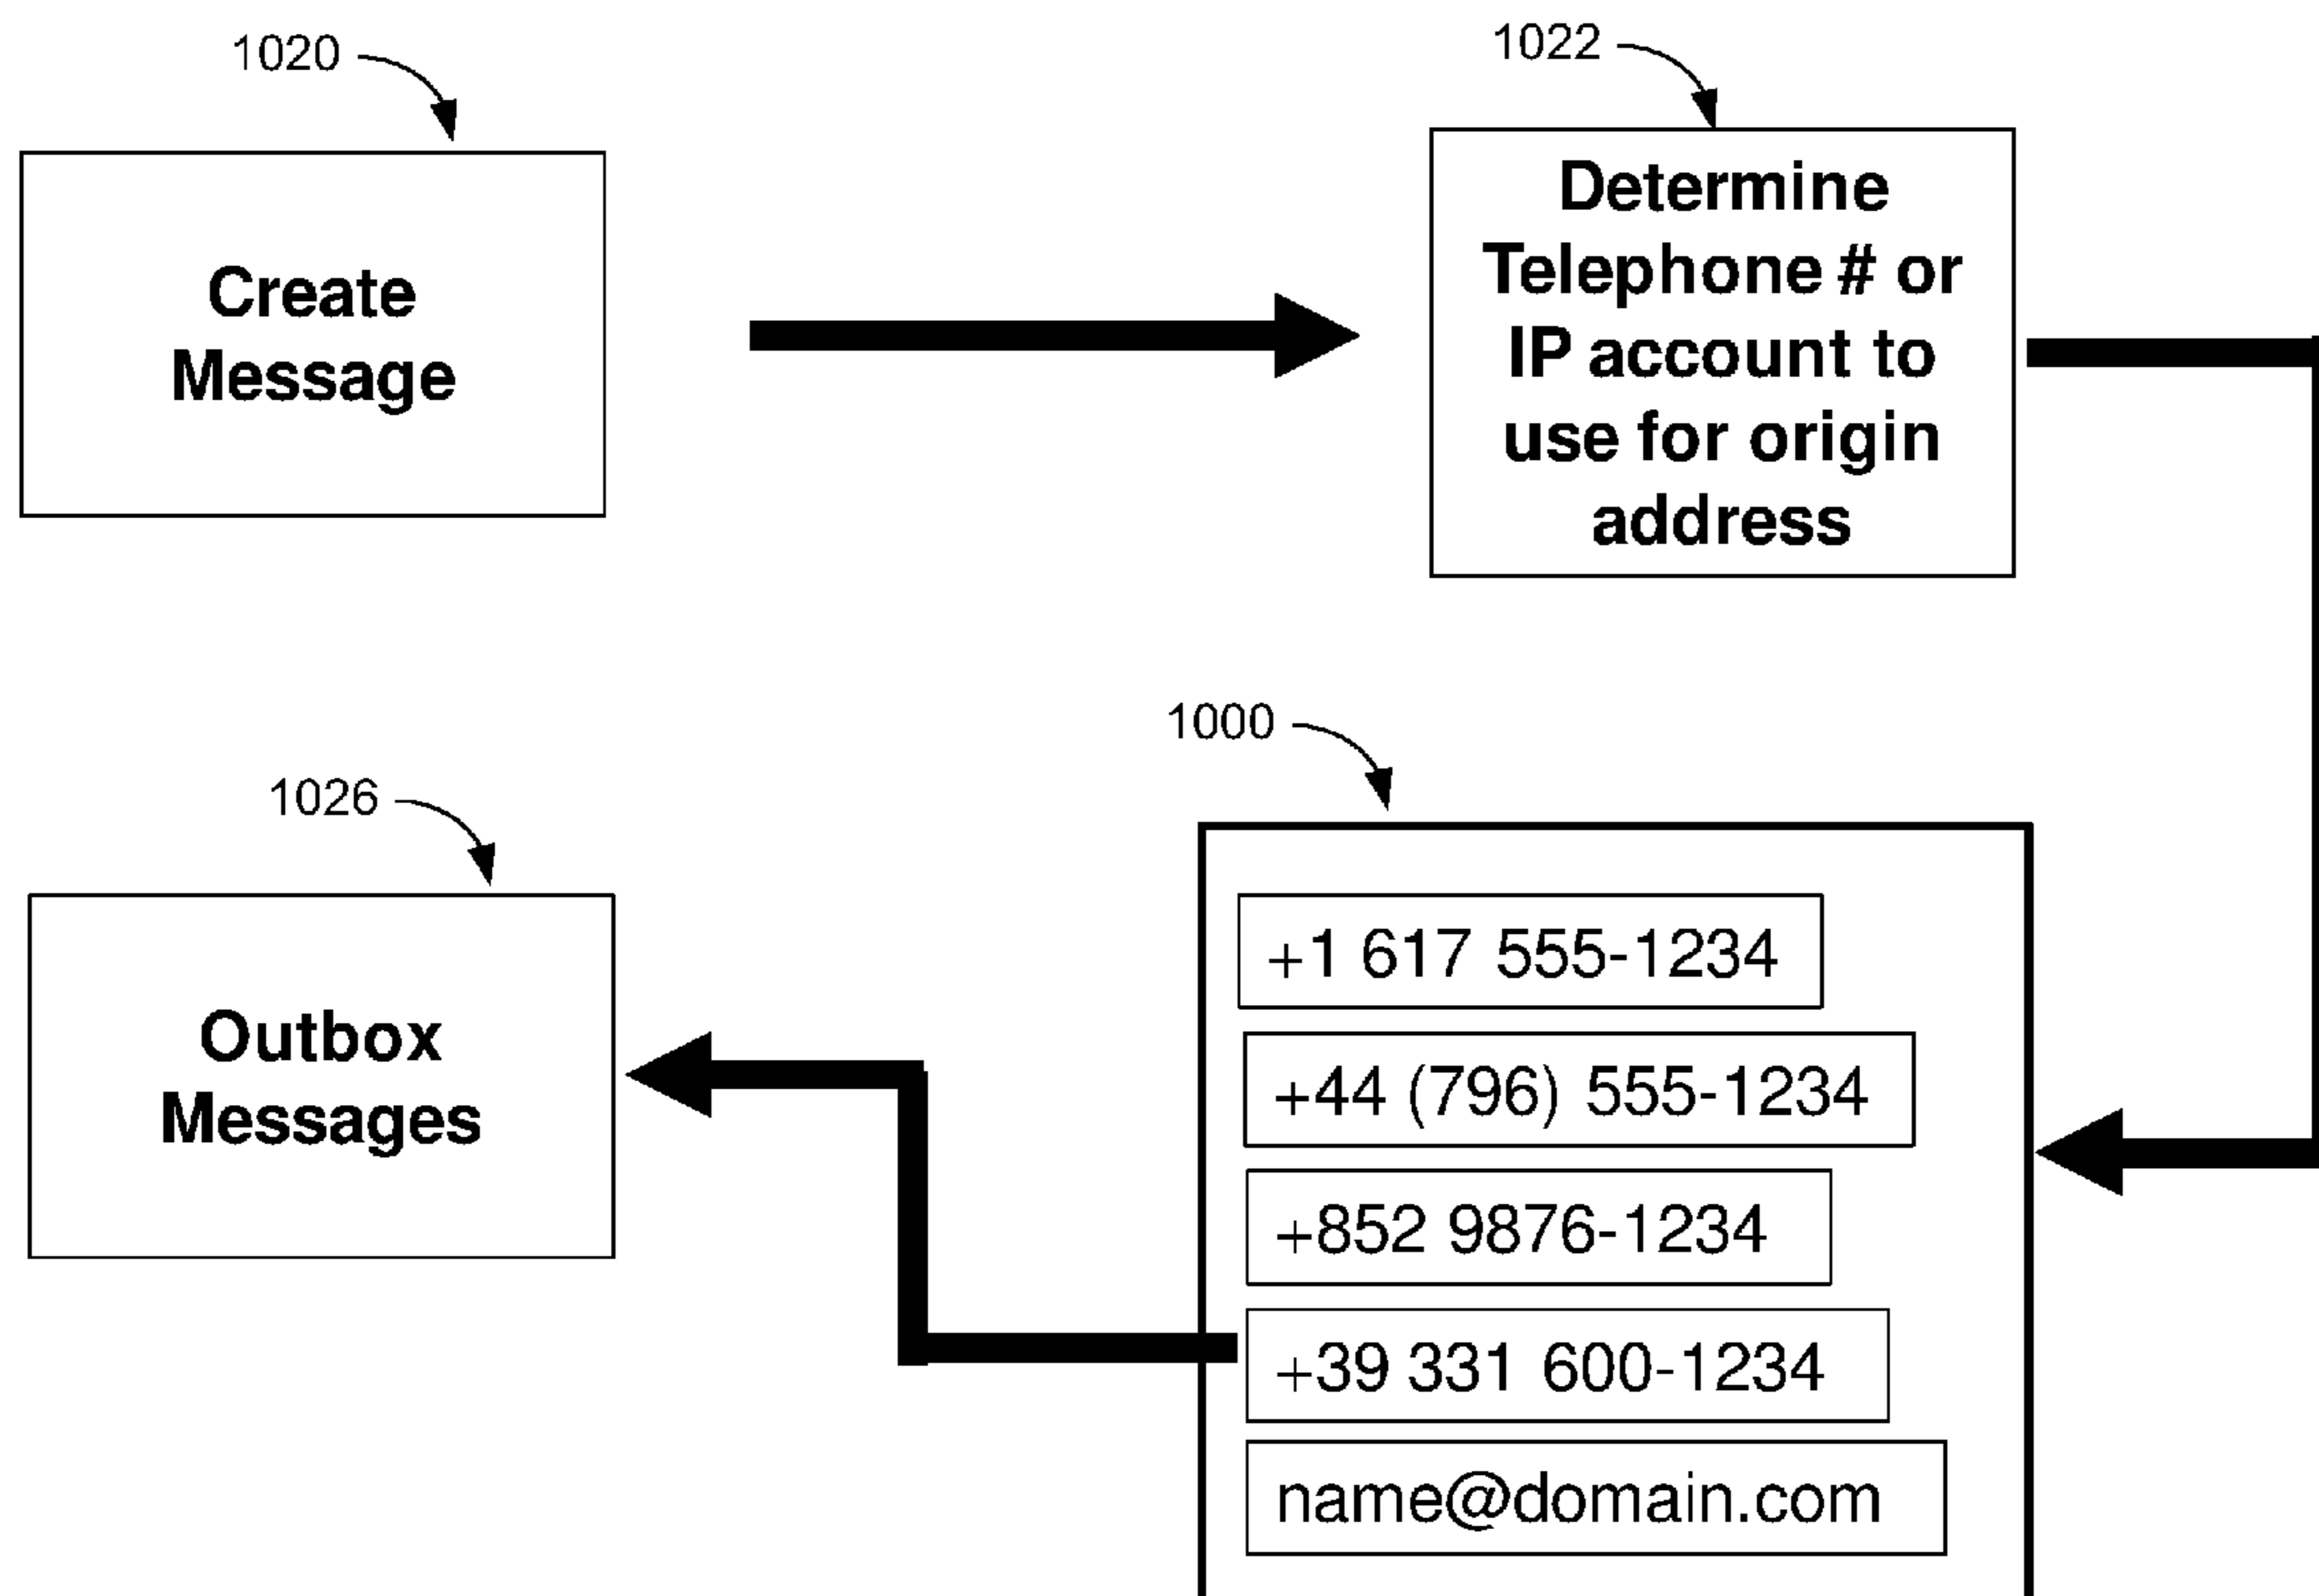 1020
Create
Message
1022
Determine
Telephone # or
IP account to
use for origin
address
1000
+1 617 555-1234
+44 (796) 555-1234
+852 9876-1234
+39 331 600-1234
name@domain.com
1026
Outbox
Messages